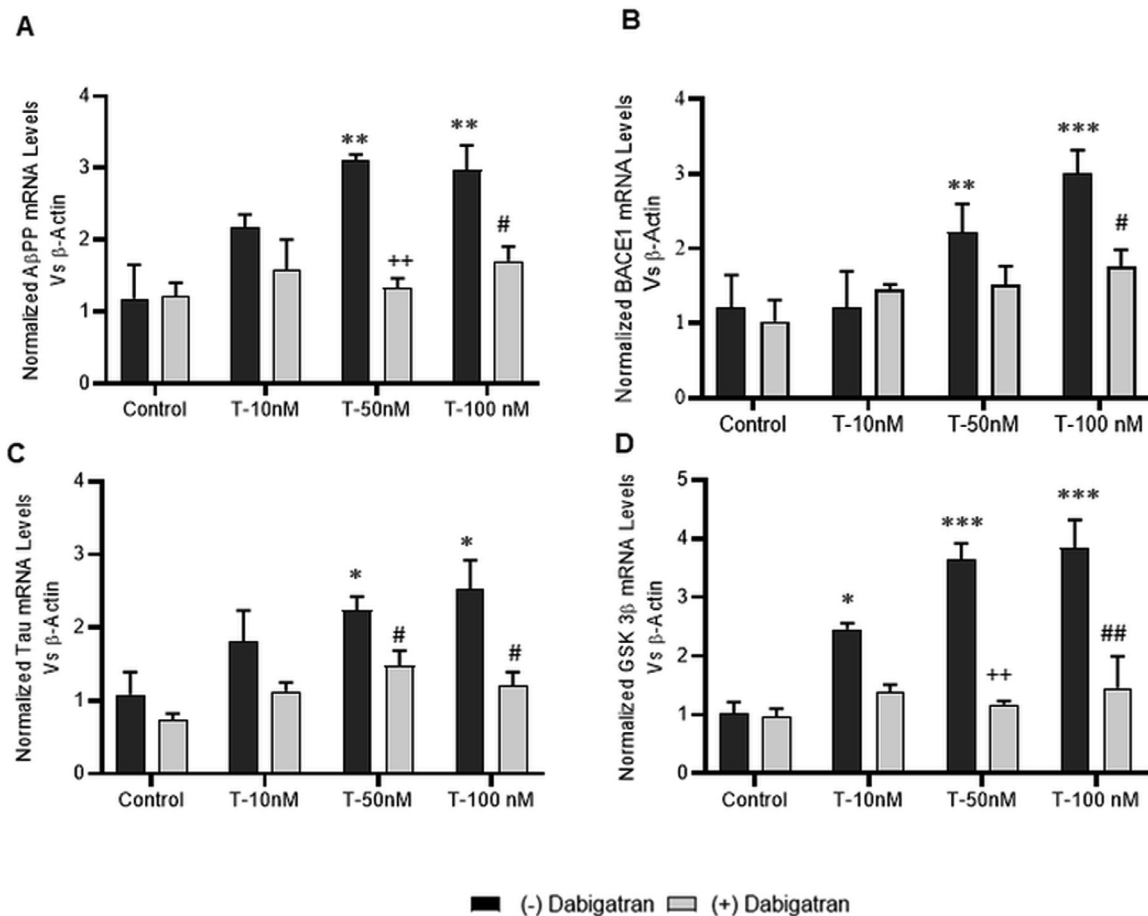 A
Normalized AβPP mRNA Levels
Vs β-Actin
4
3
2
1
0
**
**
++
#
Control
T-10nM
T-50nM
T-100 nM
B
Normalized BACE1 mRNA Levels
Vs β-Actin
4
3
2
1
0
**
***
#
Control
T-10nM
T-50nM
T-100 nM
C
Normalized Tau mRNA Levels
Vs β-Actin
4
3
2
1
0
*
*
#
#
Control
T-10nM
T-50nM
T-100 nM
D
Normalized GSK 3β mRNA Levels
Vs β-Actin
5
4
3
2
1
0
*
***
***
++
##
Control
T-10nM
T-50nM
T-100 nM
(-) Dabigatran
(+) Dabigatran